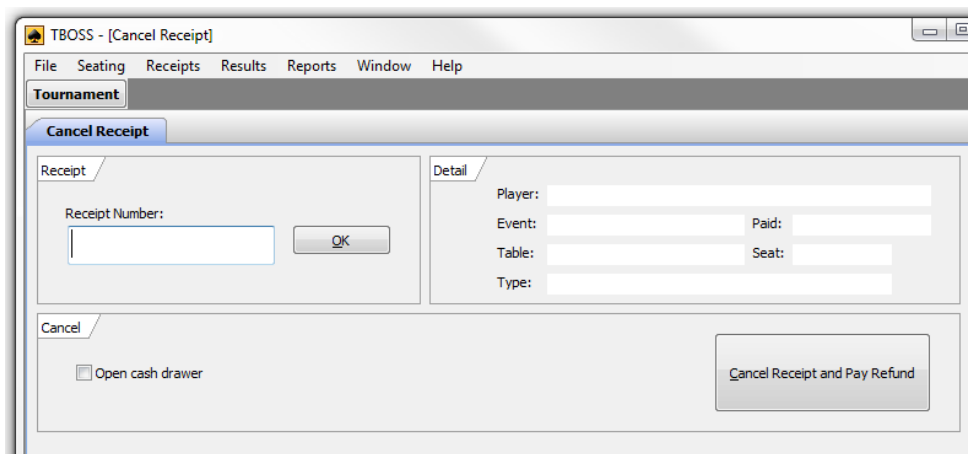 TBOSS - [Cancel Receipt]
File Seating Receipts Results Reports Window Help
Tournament
Cancel Receipt
Receipt
Receipt Number:
OK
Detail
Player:
Event: Paid:
Table: Seat:
Type:
Cancel
Open cash drawer
Cancel Receipt and Pay Refund